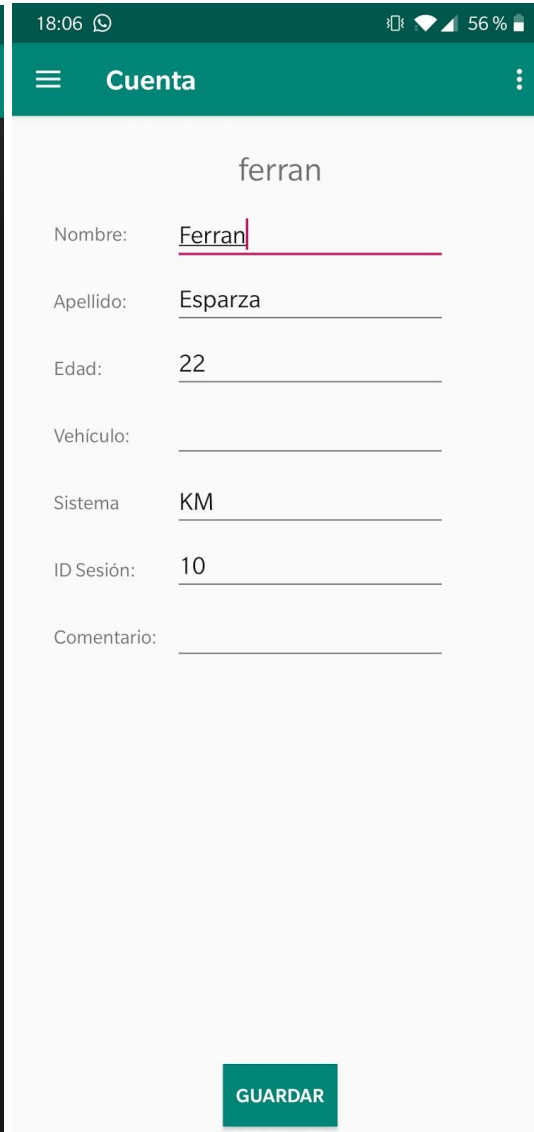 18:06 56 %
Cuenta
ferran
Nombre: Ferran
Apellido: Esparza
Edad: 22
Vehículo:
Sistema KM
ID Sesión: 10
Comentario:
GUARDAR